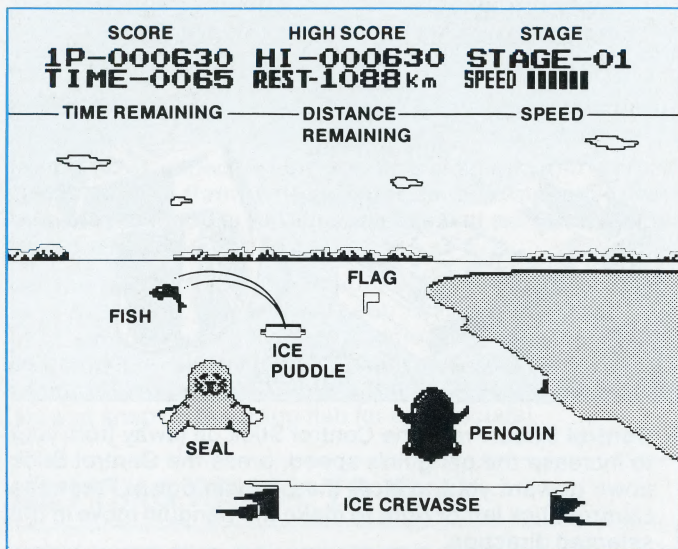 SCORE HIGH SCORE STAGE
1P-000630 HI-000630 STAGE-01
TIME-0065 REST-1088Km SPEED
TIME REMAINING DISTANCE REMAINING SPEED
FLAG
FISH
ICE PUDDLE
SEAL
PENQUIN
ICE CREVASSE